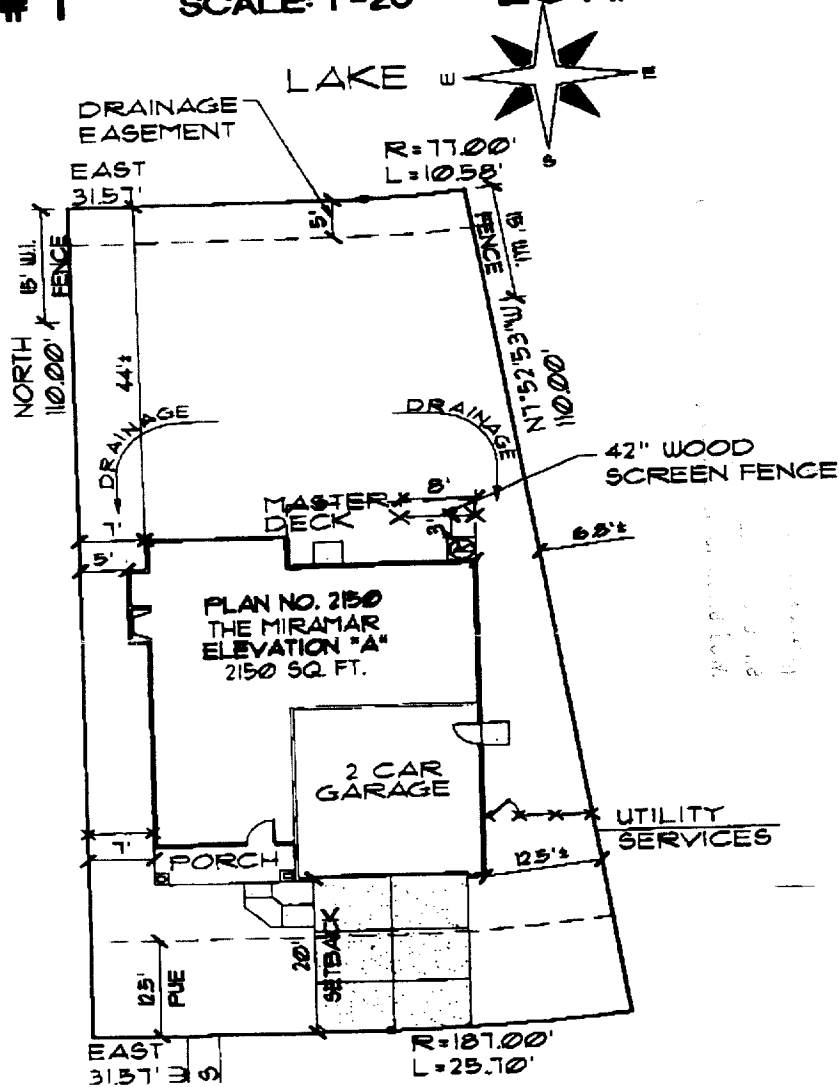 # 1
SCALE: 1"=20'
LAKE
E
S
DRAINAGE
EASEMENT
EAST
31.57'
R=77.00'
L=10.58'
5'
15' W.I.
FENCE
FENCE
15' W.I.
NORTH
110.00'
44'±
N7°52'53"W
110.00'
DRAINAGE
DRAINAGE
42" WOOD
SCREEN FENCE
8'
MASTER
DECK
3'
7'
5'
6.8'±
PLAN NO. 2150
THE MIRAMAR
ELEVATION "A"
2150 SQ. FT.
2 CAR
GARAGE
UTILITY
SERVICES
7'
PORCH
12.5'±
20'
SETBACK
12.5'
PUE
EAST
31.57'
W
S
R=187.00'
L=25.70'